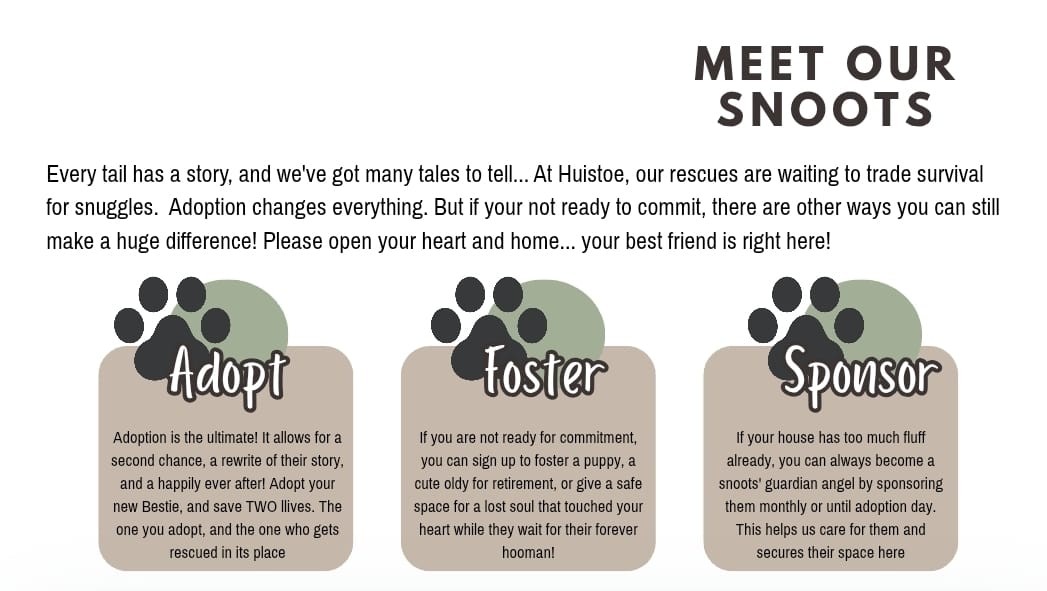 MEET OUR
SNOOTS
Every tail has a story, and we've got many tales to tell... At Huistoe, our rescues are waiting to trade survival
for snuggles.  Adoption changes everything. But if your not ready to commit, there are other ways you can still
make a huge difference! Please open your heart and home... your best friend is right here!
Adopt
Adoption is the ultimate! It allows for a
second chance, a rewrite of their story,
and a happily ever after! Adopt your
new Bestie, and save TWO llives. The
one you adopt, and the one who gets
rescued in its place
Foster
If you are not ready for commitment,
you can sign up to foster a puppy, a
cute oldy for retirement, or give a safe
space for a lost soul that touched your
heart while they wait for their forever
hooman!
Sponsor
If your house has too much fluff
already, you can always become a
snoots' guardian angel by sponsoring
them monthly or until adoption day.
This helps us care for them and
secures their space here